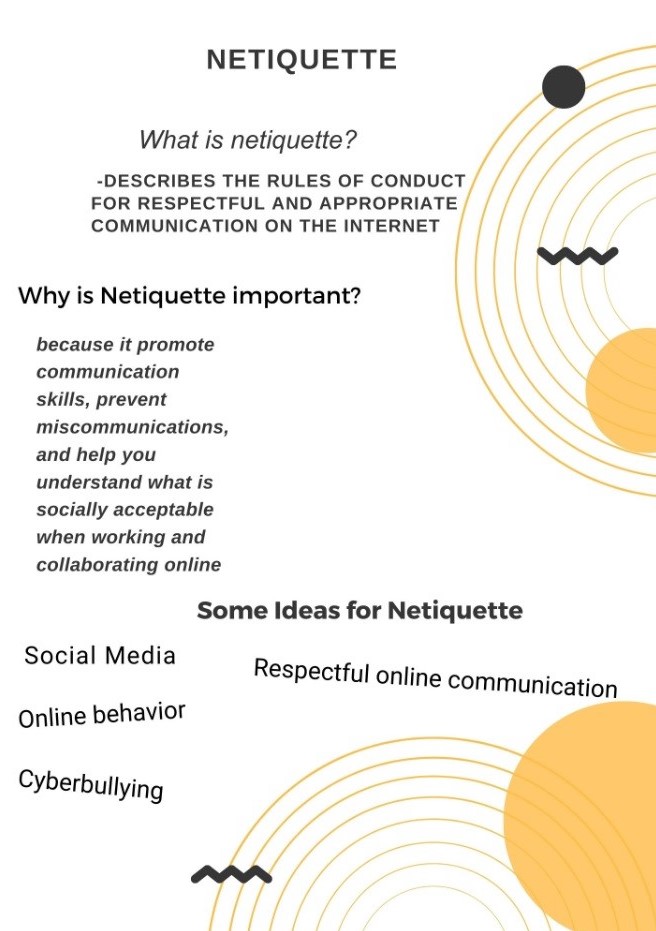 NETIQUETTE
What is netiquette?
-DESCRIBES THE RULES OF CONDUCT
FOR RESPECTFUL AND APPROPRIATE
COMMUNICATION ON THE INTERNET
Why is Netiquette important?
because it promote
communication
skills, prevent
miscommunications,
and help you
understand what is
socially acceptable
when working and
collaborating online
Some Ideas for Netiquette
Social Media
Respectful online communication
Online behavior
Cyberbullying